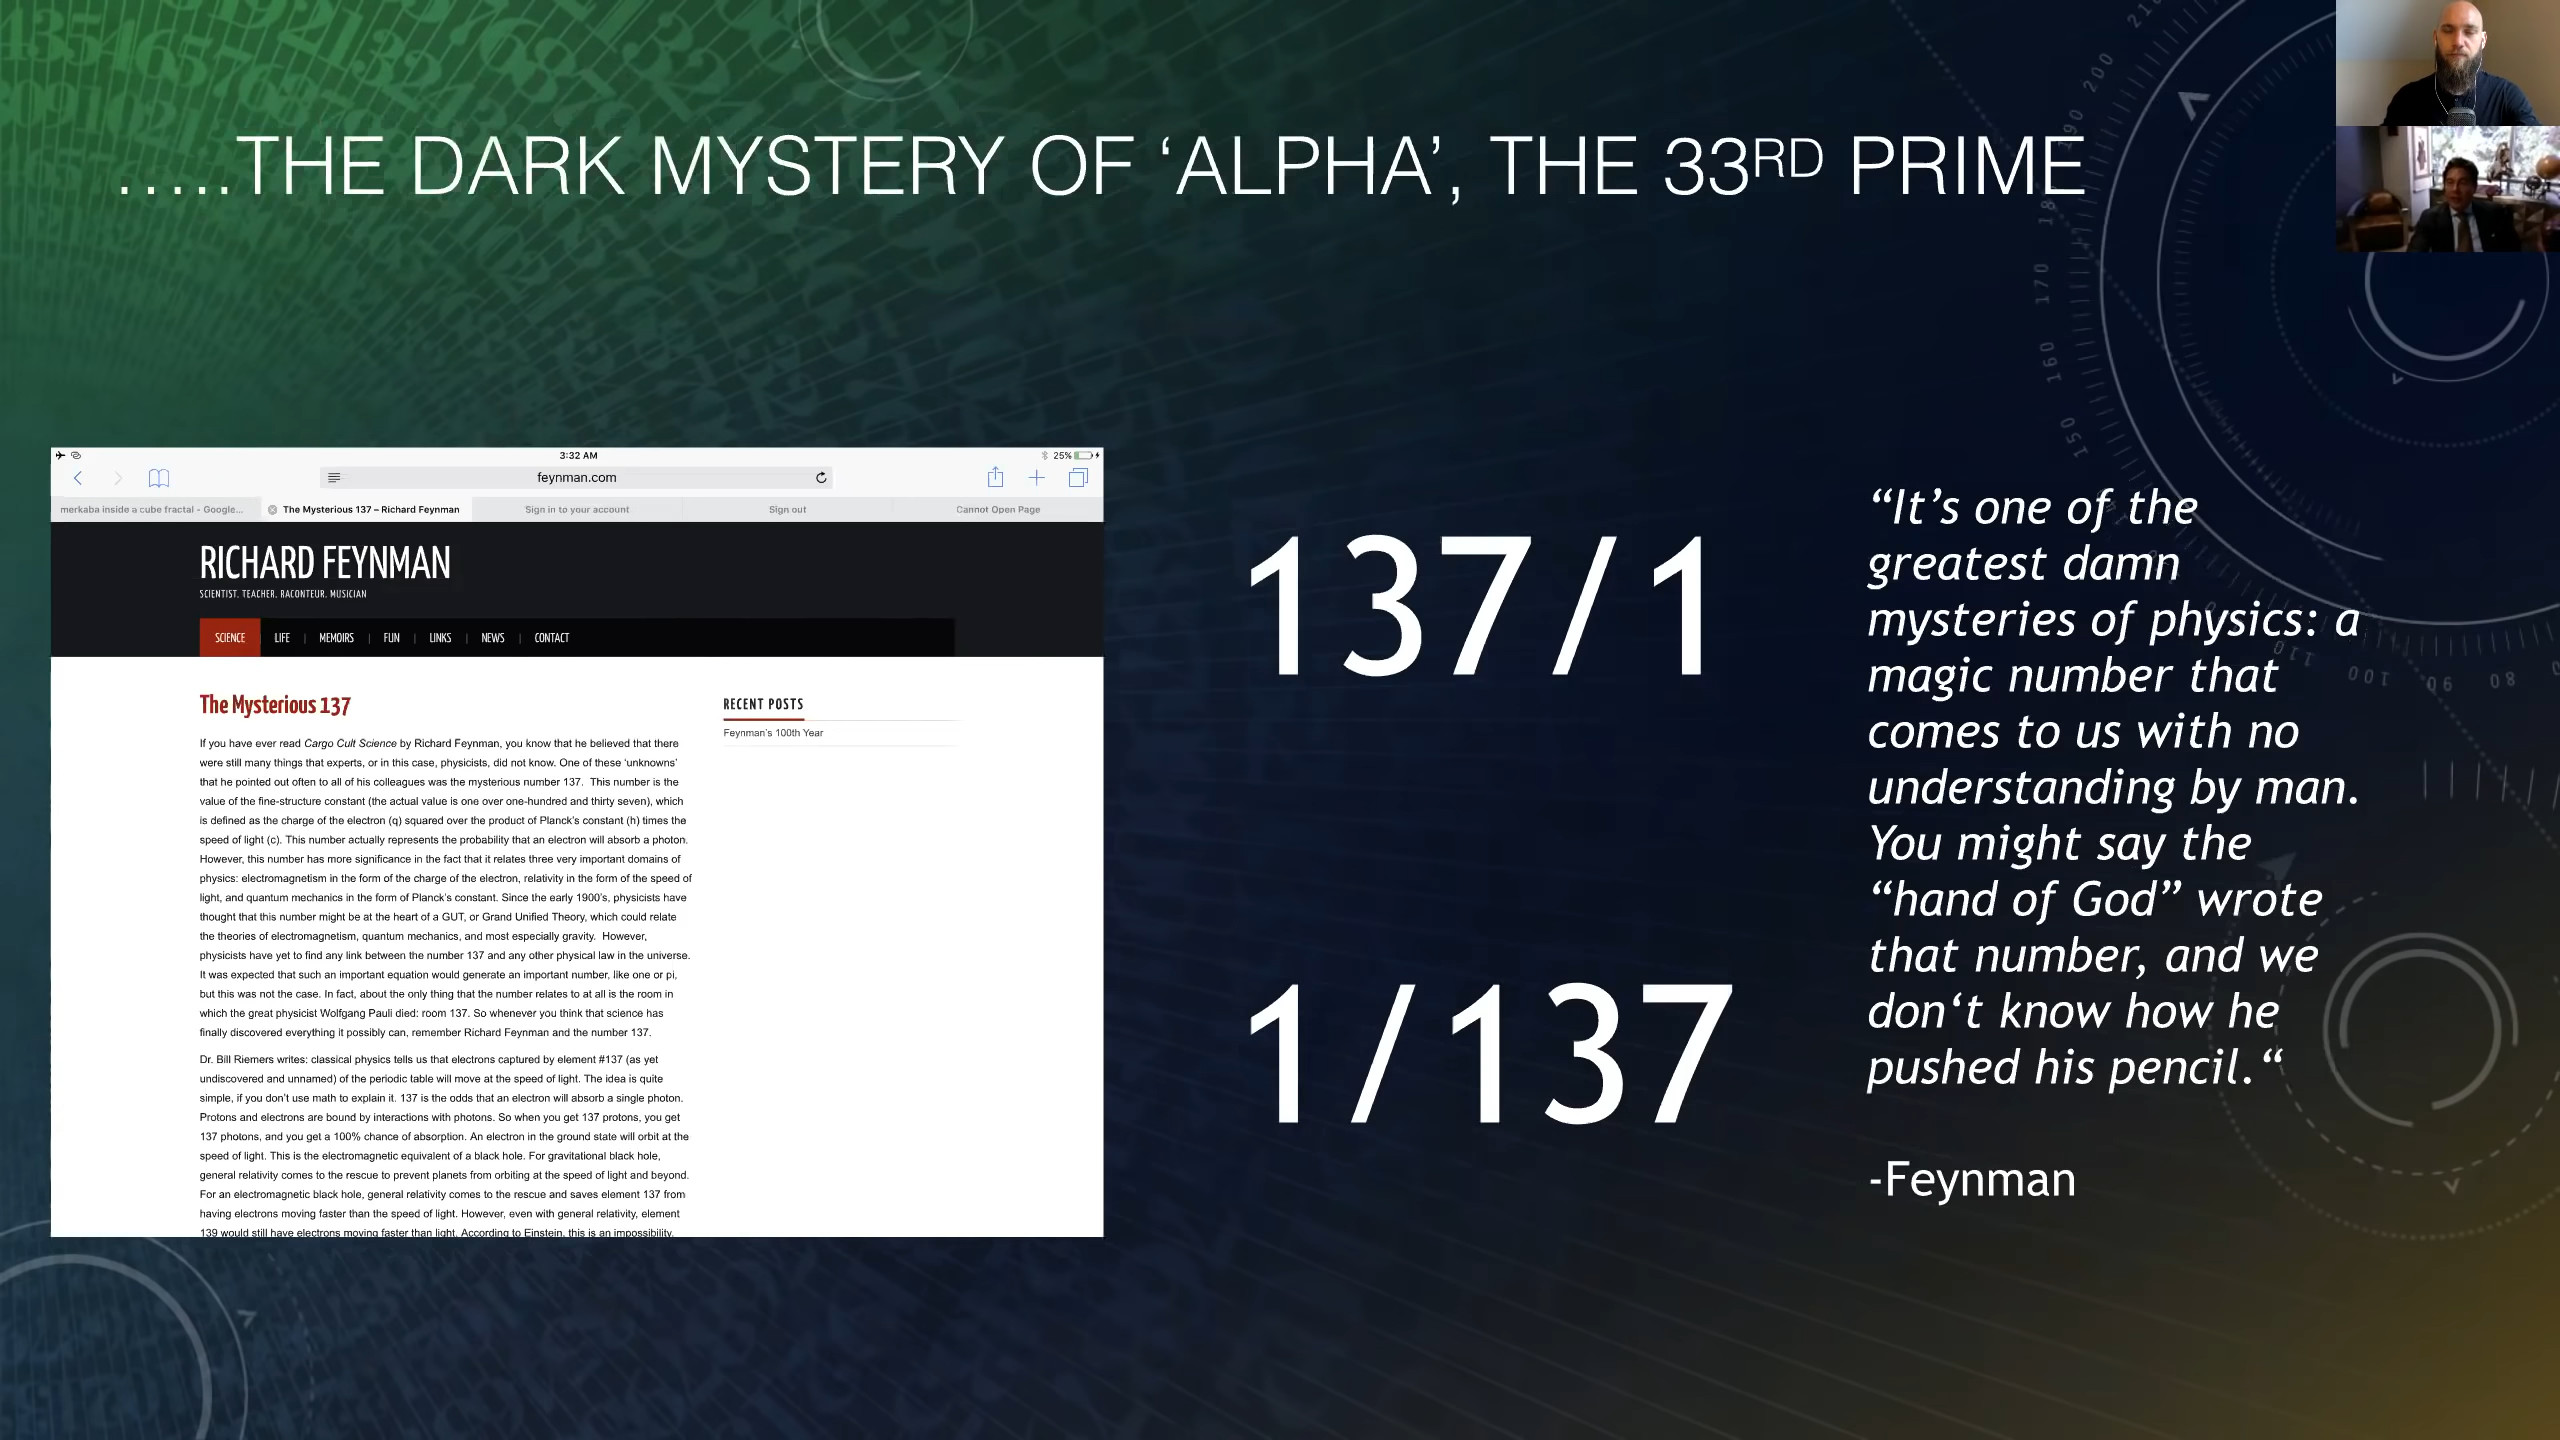 .....THE DARK MYSTERY OF ‘ALPHA’, THE 33RD PRIME
3:32 AM
25%
feynman.com
merkaba inside a cube fractal - Google...
The Mysterious 137 – Richard Feynman
Sign in to your account
Sign out
Cannot Open Page
RICHARD FEYNMAN
SCIENTIST. TEACHER. RACONTEUR. MUSICIAN
SCIENCE
LIFE
MEMOIRS
FUN
LINKS
NEWS
CONTACT
The Mysterious 137
If you have ever read Cargo Cult Science by Richard Feynman, you know that he believed that there
were still many things that experts, or in this case, physicists, did not know. One of these ‘unknowns’
that he pointed out often to all of his colleagues was the mysterious number 137.  This number is the
value of the fine-structure constant (the actual value is one over one-hundred and thirty seven), which
is defined as the charge of the electron (q) squared over the product of Planck’s constant (h) times the
speed of light (c). This number actually represents the probability that an electron will absorb a photon.
However, this number has more significance in the fact that it relates three very important domains of
physics: electromagnetism in the form of the charge of the electron, relativity in the form of the speed of
light, and quantum mechanics in the form of Planck’s constant. Since the early 1900’s, physicists have
thought that this number might be at the heart of a GUT, or Grand Unified Theory, which could relate
the theories of electromagnetism, quantum mechanics, and most especially gravity.  However,
physicists have yet to find any link between the number 137 and any other physical law in the universe.
It was expected that such an important equation would generate an important number, like one or pi,
but this was not the case. In fact, about the only thing that the number relates to at all is the room in
which the great physicist Wolfgang Pauli died: room 137. So whenever you think that science has
finally discovered everything it possibly can, remember Richard Feynman and the number 137.
Dr. Bill Riemers writes: classical physics tells us that electrons captured by element #137 (as yet
undiscovered and unnamed) of the periodic table will move at the speed of light. The idea is quite
simple, if you don’t use math to explain it. 137 is the odds that an electron will absorb a single photon.
Protons and electrons are bound by interactions with photons. So when you get 137 protons, you get
137 photons, and you get a 100% chance of absorption. An electron in the ground state will orbit at the
speed of light. This is the electromagnetic equivalent of a black hole. For gravitational black hole,
general relativity comes to the rescue to prevent planets from orbiting at the speed of light and beyond.
For an electromagnetic black hole, general relativity comes to the rescue and saves element 137 from
having electrons moving faster than the speed of light. However, even with general relativity, element
139 would still have electrons moving faster than light. According to Einstein, this is an impossibility.
RECENT POSTS
Feynman’s 100th Year
137/1
1/137
“It’s one of the
greatest damn
mysteries of physics: a
magic number that
comes to us with no
understanding by man.
You might say the
“hand of God” wrote
that number, and we
don‘t know how he
pushed his pencil.“
-Feynman
210
200
190
170
160
150
110
100
90
80